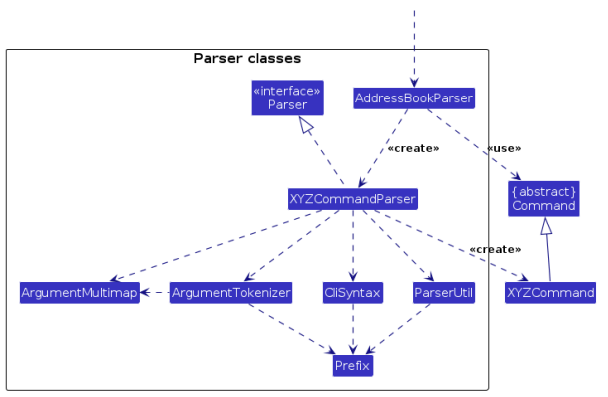 Parser classes
«interface»
Parser
AddressBookParser
«create»
«use»
{abstract}
Command
XYZCommandParser
«create»
ArgumentMultimap
ArgumentTokenizer
CliSyntax
ParserUtil
XYZCommand
Prefix